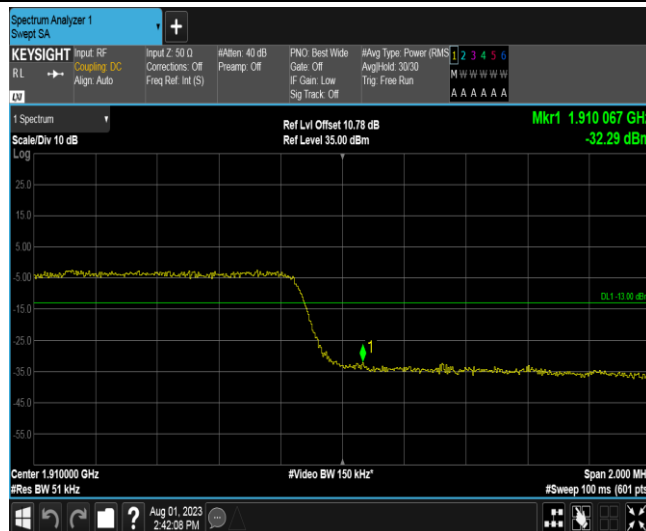 Spectrum Analyzer 1
Swept SA
KEYSIGHT
RL
LXI
Input: RF
Coupling: DC
Align: Auto
Input Z: 50 Ω
Corrections: Off
Freq Ref: Int (S)
#Atten: 40 dB
Preamp: Off
PNO: Best Wide
Gate: Off
IF Gain: Low
Sig Track: Off
#Avg Type: Power (RMS
Avg|Hold: 30/30
Trig: Free Run
1 2 3 4 5 6
M W W W W W
A A A A A A
1 Spectrum
Scale/Div 10 dB
Ref Lvl Offset 10.78 dB
Ref Level 35.00 dBm
Mkr1 1.910 067 GHz
-32.29 dBm
Log
25.0
15.0
5.00
-5.00
DL1 -13.00 dBm
-15.0
1
-25.0
-35.0
-45.0
-55.0
Center 1.910000 GHz
#Video BW 150 kHz*
Span 2.000 MH
#Res BW 51 kHz
#Sweep 100 ms (601 pts
?
Aug 01, 2023
2:42:08 PM